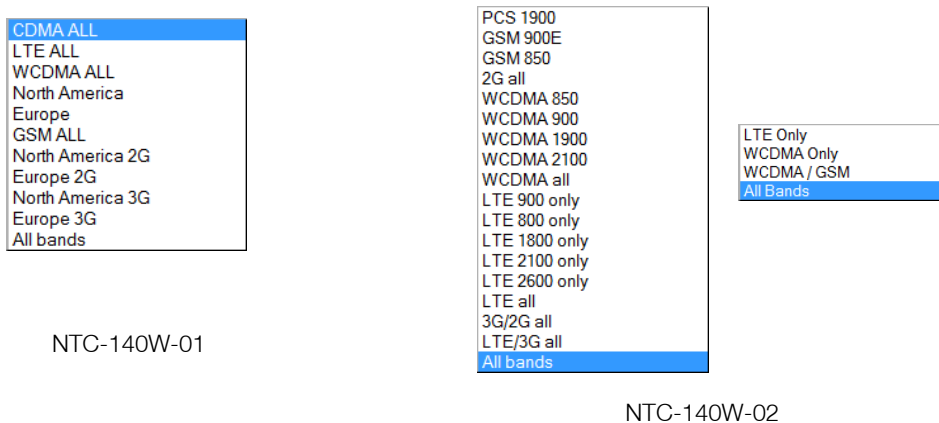 CDMA ALL
LTE ALL
WCDMA ALL
North America
Europe
GSM ALL
North America 2G
Europe 2G
North America 3G
Europe 3G
All bands
NTC-140W-01
PCS 1900
GSM 900E
GSM 850
2G all
WCDMA 850
WCDMA 900
WCDMA 1900
WCDMA 2100
WCDMA all
LTE 900 only
LTE 800 only
LTE 1800 only
LTE 2100 only
LTE 2600 only
LTE all
3G/2G all
LTE/3G all
All bands
LTE Only
WCDMA Only
WCDMA / GSM
All Bands
NTC-140W-02